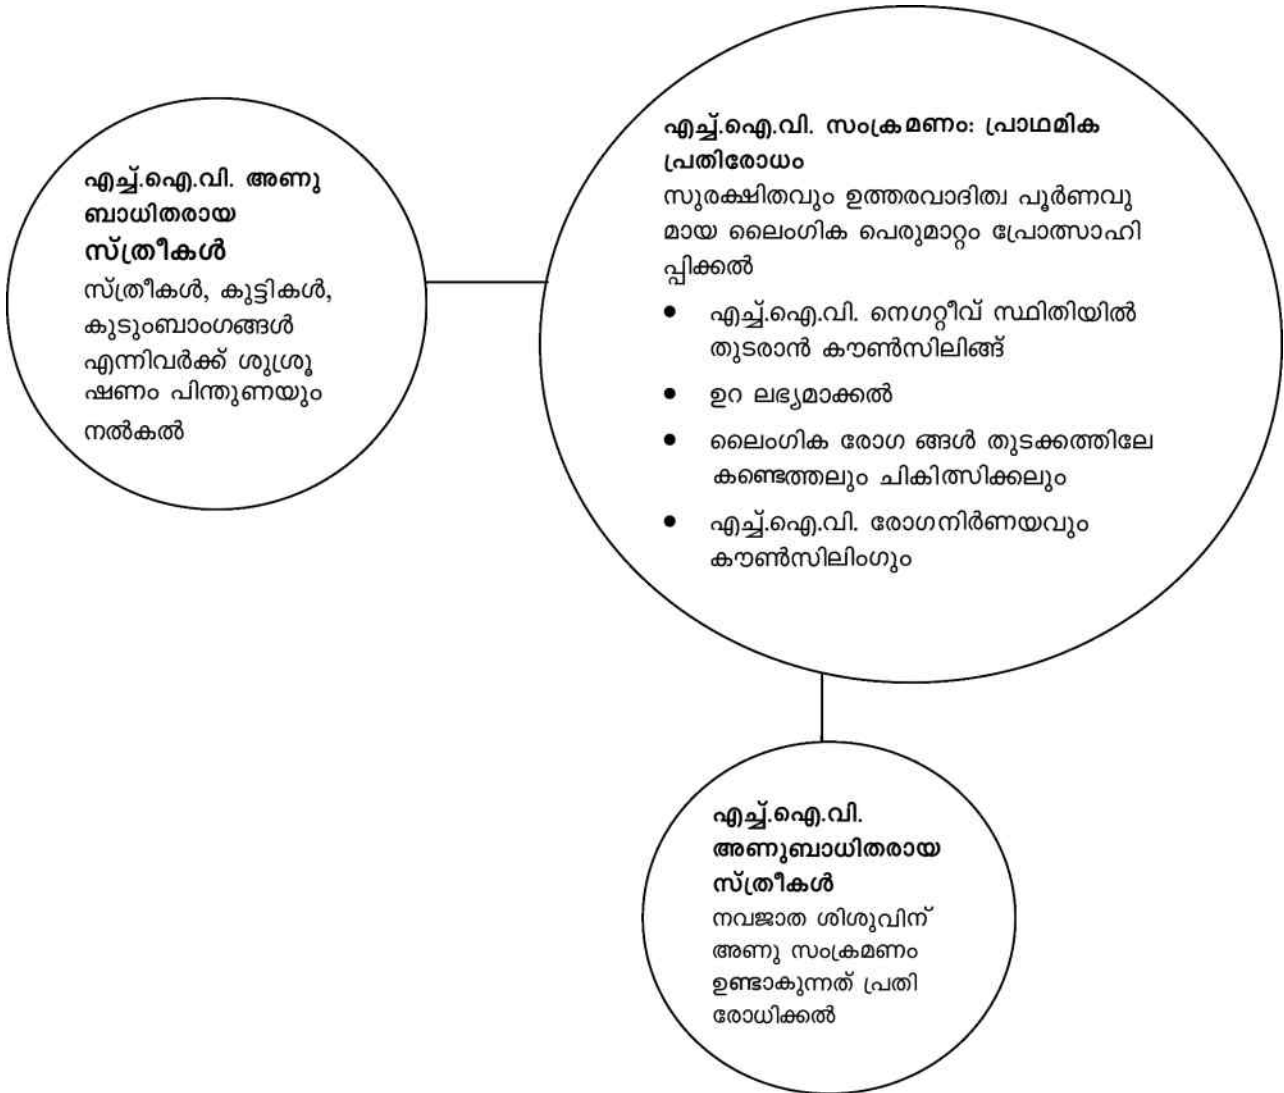 എച്ച്.ഐ.വി. അണു
ബാധിതരായ
സ്ത്രീകൾ
സ്ത്രീകൾ, കുട്ടികൾ,
കുടുംബാംഗങ്ങൾ
എന്നിവർക്ക് ശുശ്രൂ
ഷണം പിന്തുണയും
നൽകൽ
എച്ച്.ഐ.വി. സംക്രമണം: പ്രാഥമിക
പ്രതിരോധം
സുരക്ഷിതവും ഉത്തരവാദിത്വ പൂർണവു
മായ ലൈംഗിക പെരുമാറ്റം പ്രോത്സാഹി
പ്പിക്കൽ
• എച്ച്.ഐ.വി. നെഗറ്റീവ് സ്ഥിതിയിൽ
തുടരാൻ കൗൺസിലിങ്ങ്
• ഉറ ലഭ്യമാക്കൽ
• ലൈംഗിക രോഗ ങ്ങൾ തുടക്കത്തിലേ
കണ്ടെത്തലും ചികിത്സിക്കലും
• എച്ച്.ഐ.വി. രോഗനിർണയവും
കൗൺസിലിംഗും
എച്ച്.ഐ.വി.
അണുബാധിതരായ
സ്ത്രീകൾ
നവജാത ശിശുവിന്
അണു സംക്രമണം
ഉണ്ടാകുന്നത് പ്രതി
രോധിക്കൽ